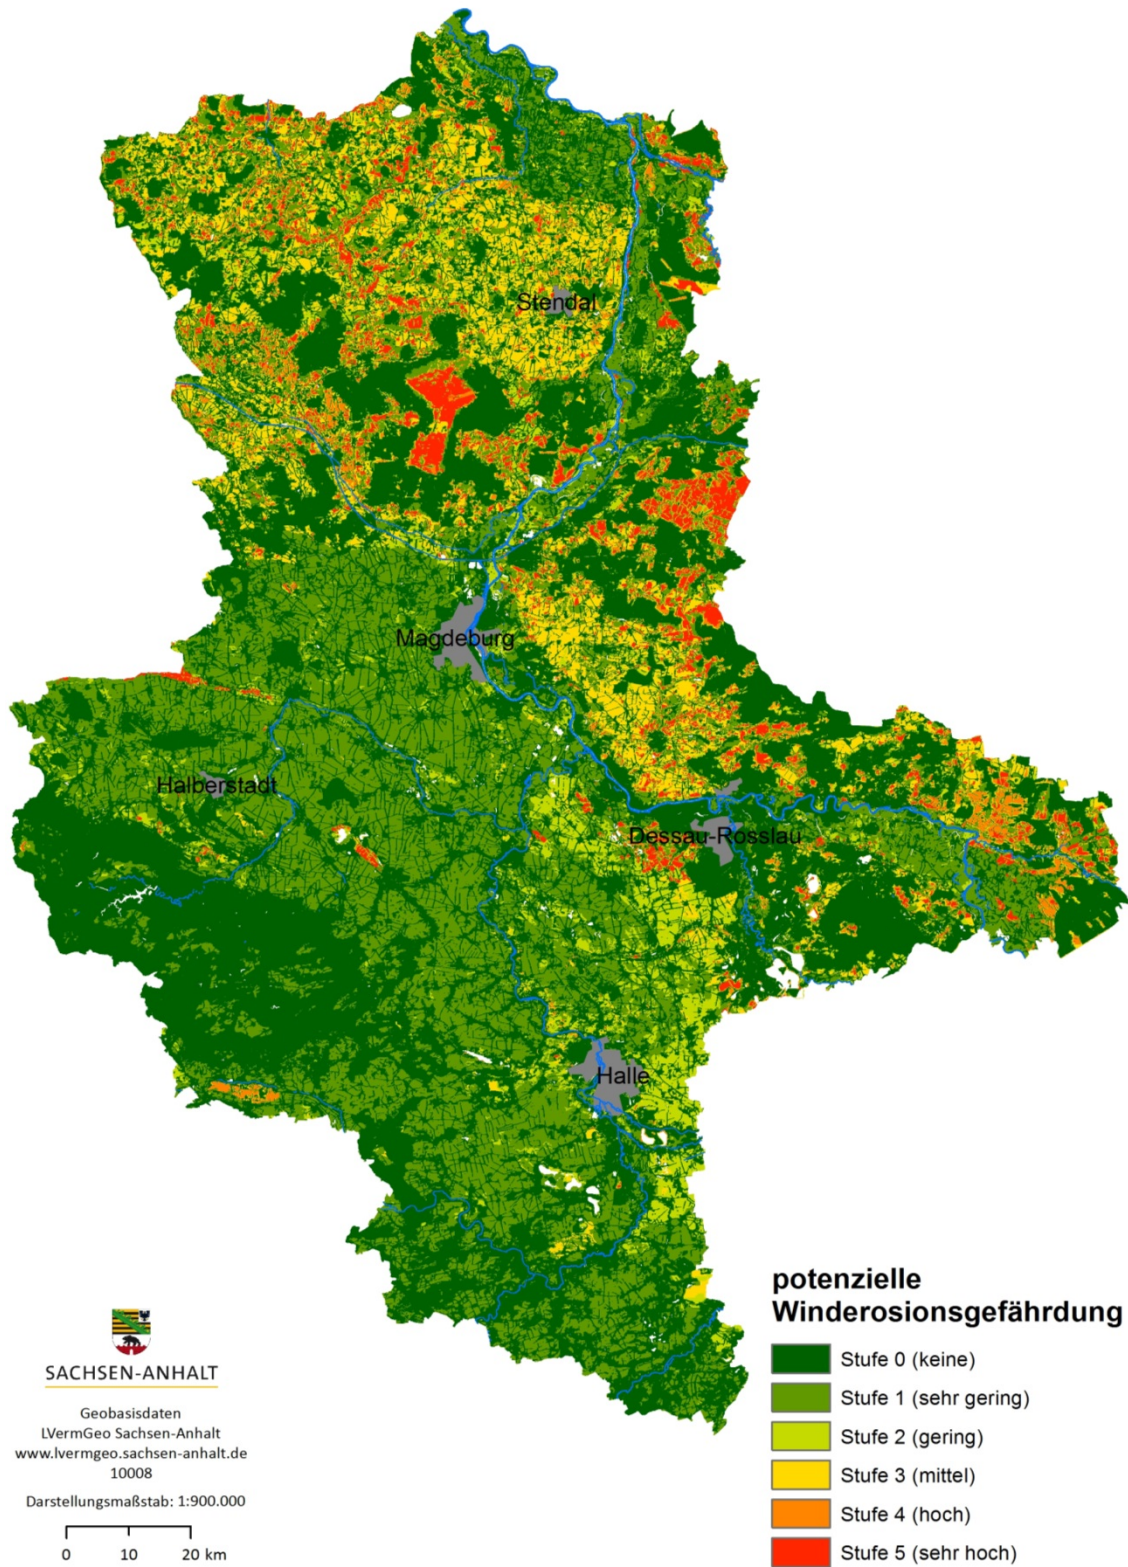 Stendal
Magdeburg
Halberstadt
Dessau-Rosslau
Halle
potenzielle
Winderosionsgefährdung
Stufe 0 (keine)
Stufe 1 (sehr gering)
Stufe 2 (gering)
Stufe 3 (mittel)
Stufe 4 (hoch)
Stufe 5 (sehr hoch)
SACHSEN-ANHALT
Geobasisdaten
LVermGeo Sachsen-Anhalt
www.lvermgeo.sachsen-anhalt.de
10008
Darstellungsmaßstab: 1:900.000
0 10 20 km